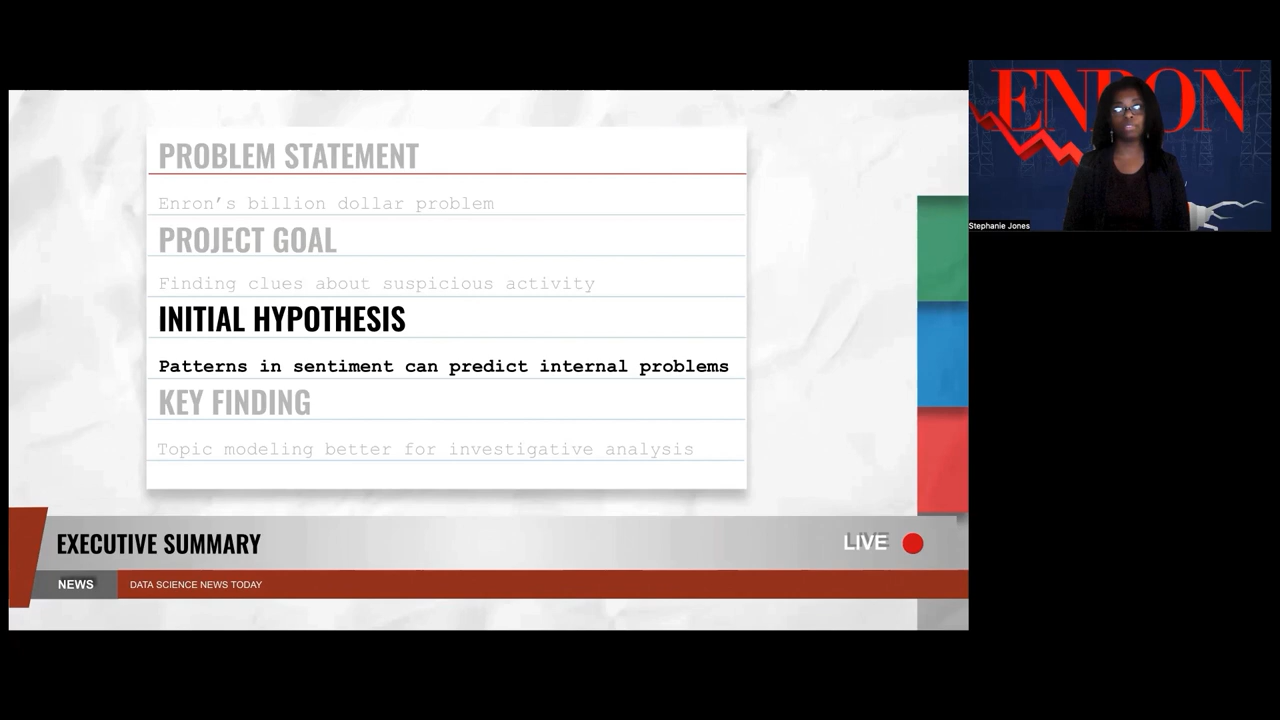 PROBLEM STATEMENT
Enron’s billion dollar problem
PROJECT GOAL
Finding clues about suspicious activity
INITIAL HYPOTHESIS
Patterns in sentiment can predict internal problems
KEY FINDING
Topic modeling better for investigative analysis
EXECUTIVE SUMMARY
LIVE
NEWS
DATA SCIENCE NEWS TODAY
ENRON
Stephanie Jones